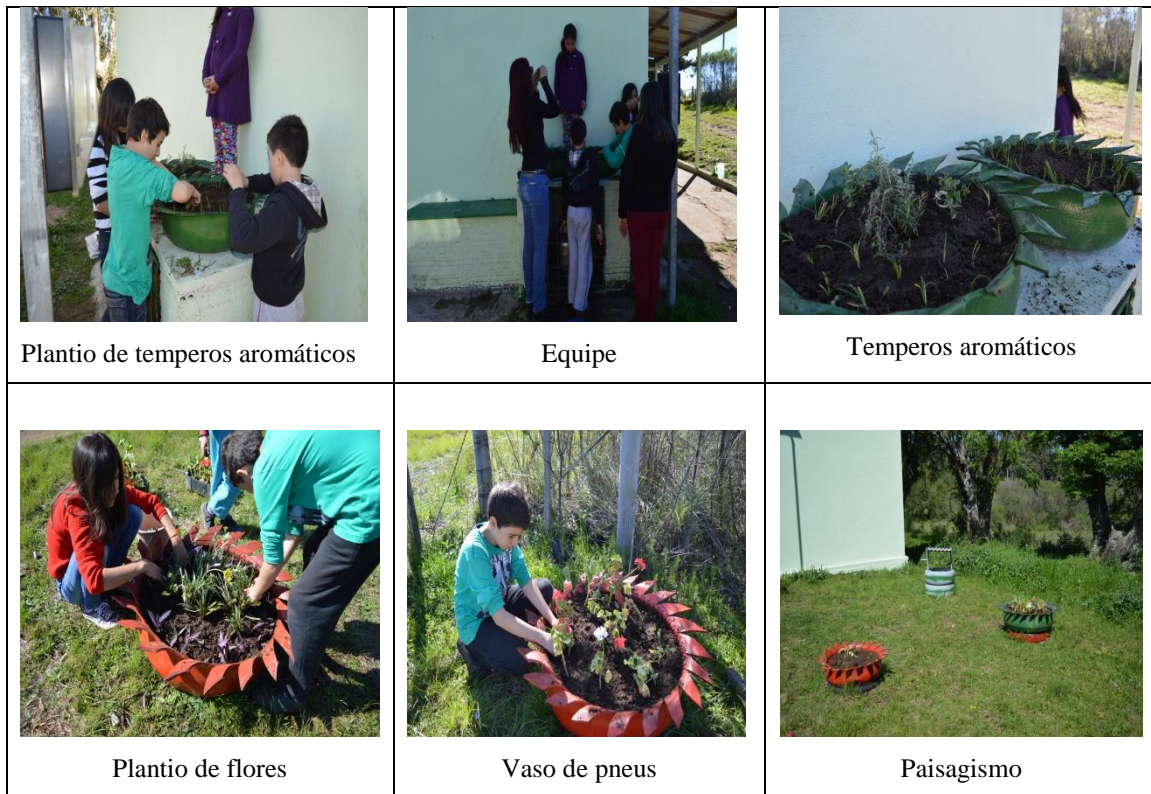 Plantio de temperos aromáticos
Equipe
Temperos aromáticos
Plantio de flores
Vaso de pneus
Paisagismo